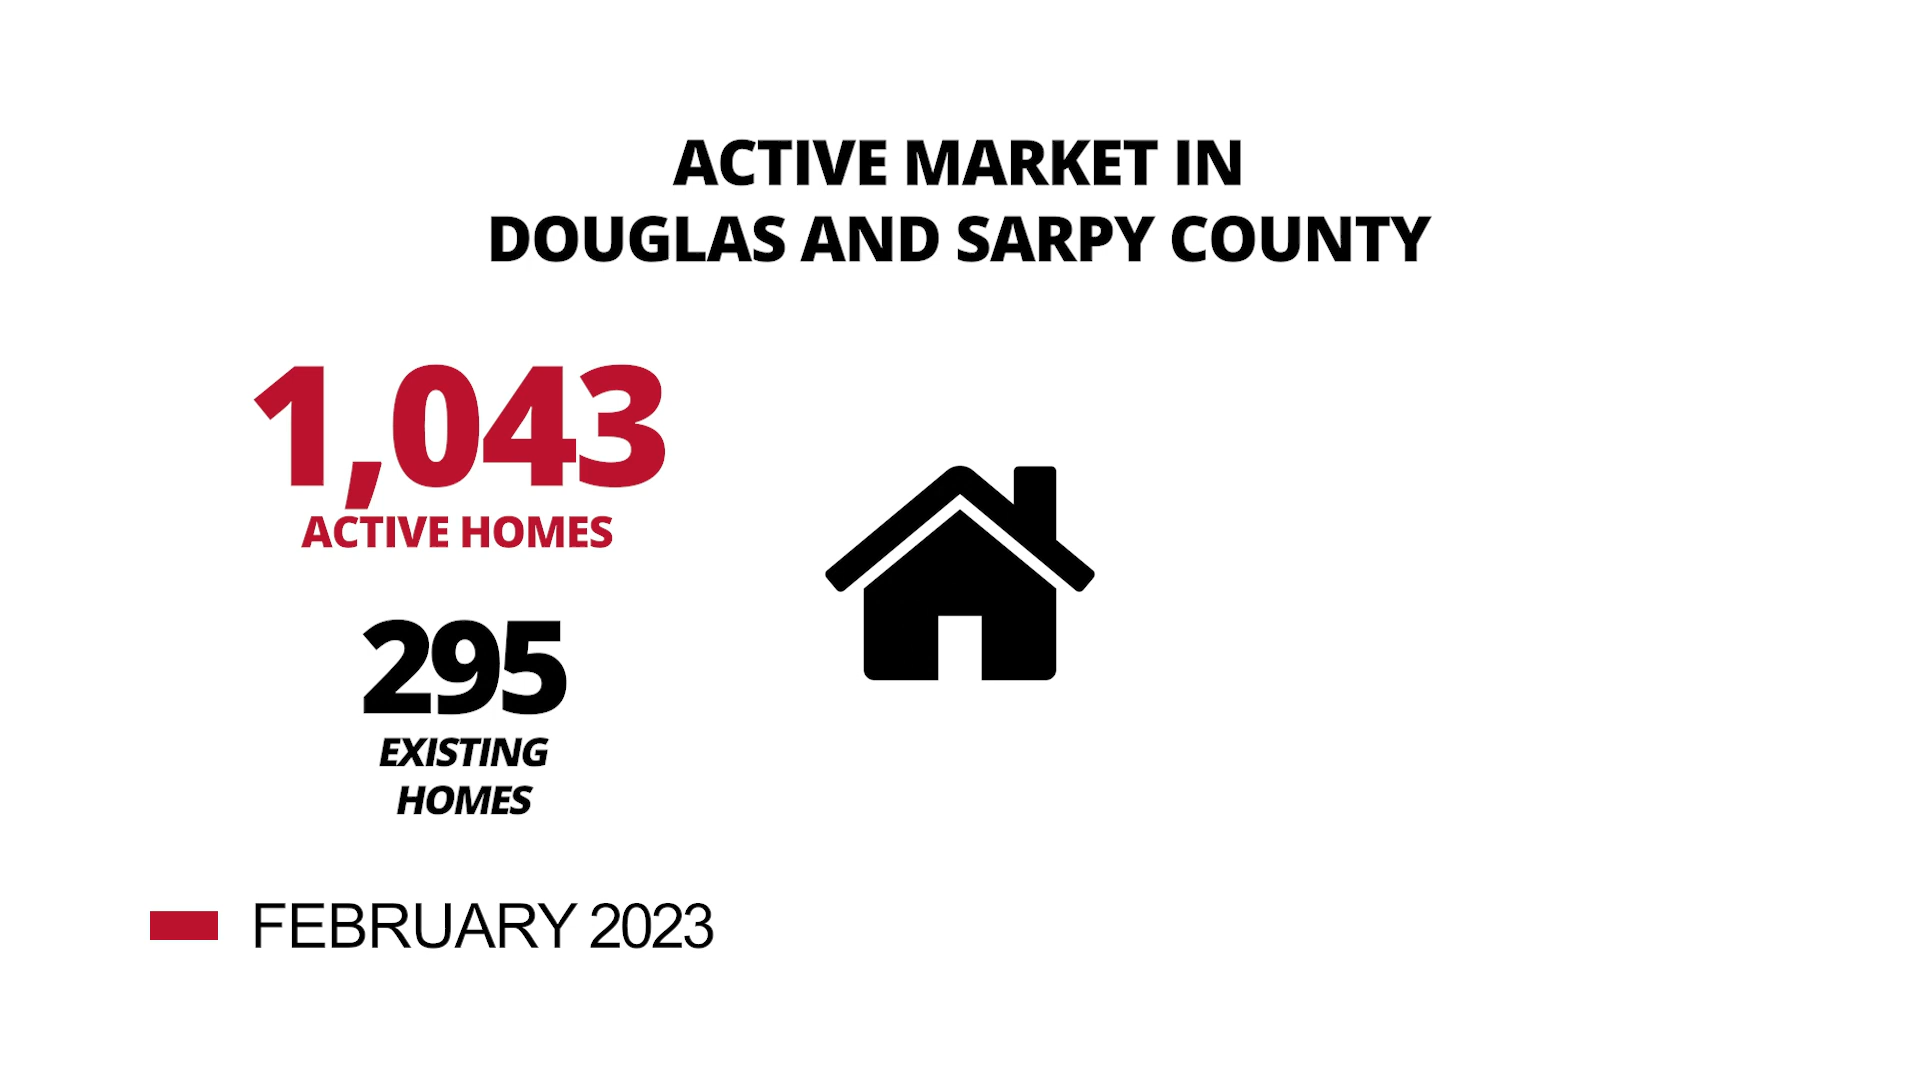 ACTIVE MARKET IN
DOUGLAS AND SARPY COUNTY
1,043
ACTIVE HOMES
295
EXISTING
HOMES
FEBRUARY 2023